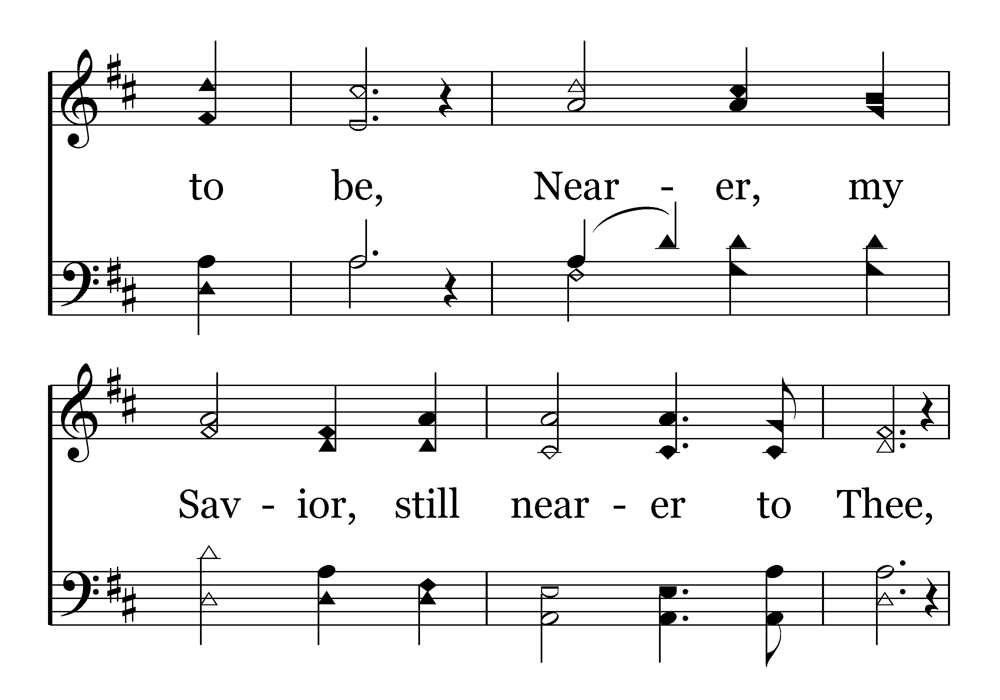 to be, Near - er, my
Sav - ior, still near - er to Thee,